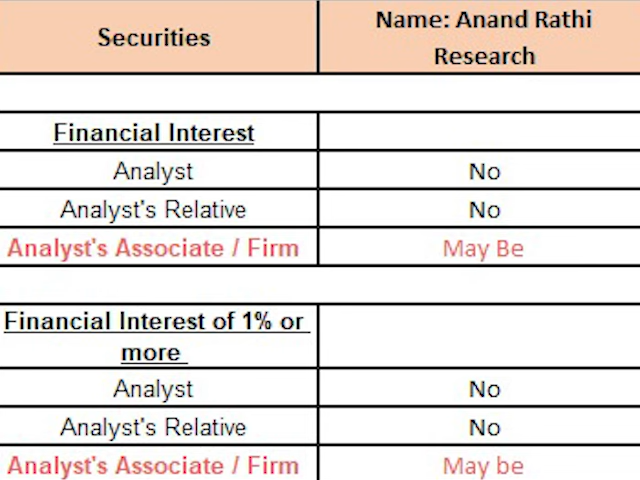 Securities
Name: Anand Rathi
Research
Financial Interest
Analyst No
Analyst's Relative No
Analyst's Associate / Firm May Be
Financial Interest of 1% or
more
Analyst No
Analyst's Relative No
Analyst's Associate / Firm May be